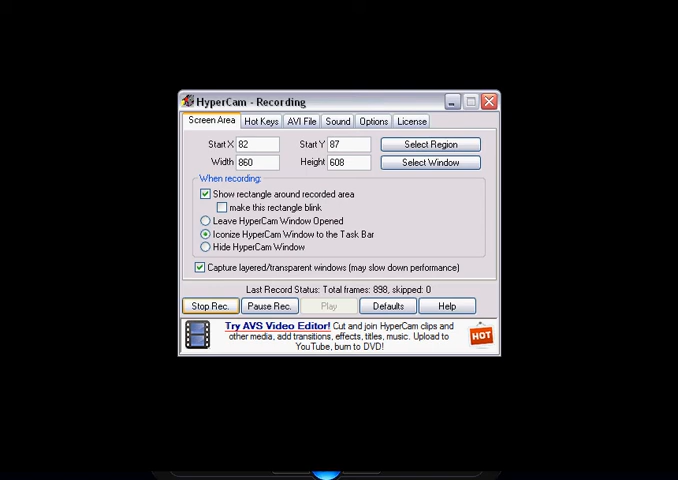 HyperCam - Recording
Screen Area Hot Keys AVI File Sound Options License
Start X 82 Start Y 87 Select Region
Width 860 Height 608 Select Window
When recording:
Show rectangle around recorded area
make this rectangle blink
Leave HyperCam Window Opened
Iconize HyperCam Window to the Task Bar
Hide HyperCam Window
Capture layered/transparent windows (may slow down performance)
Last Record Status: Total frames: 898, skipped: 0
Stop Rec. Pause Rec. Play Defaults Help
Try AVS Video Editor! Cut and join HyperCam clips and
other media, add transitions, effects, titles, music. Upload to
YouTube, burn to DVD!
HOT